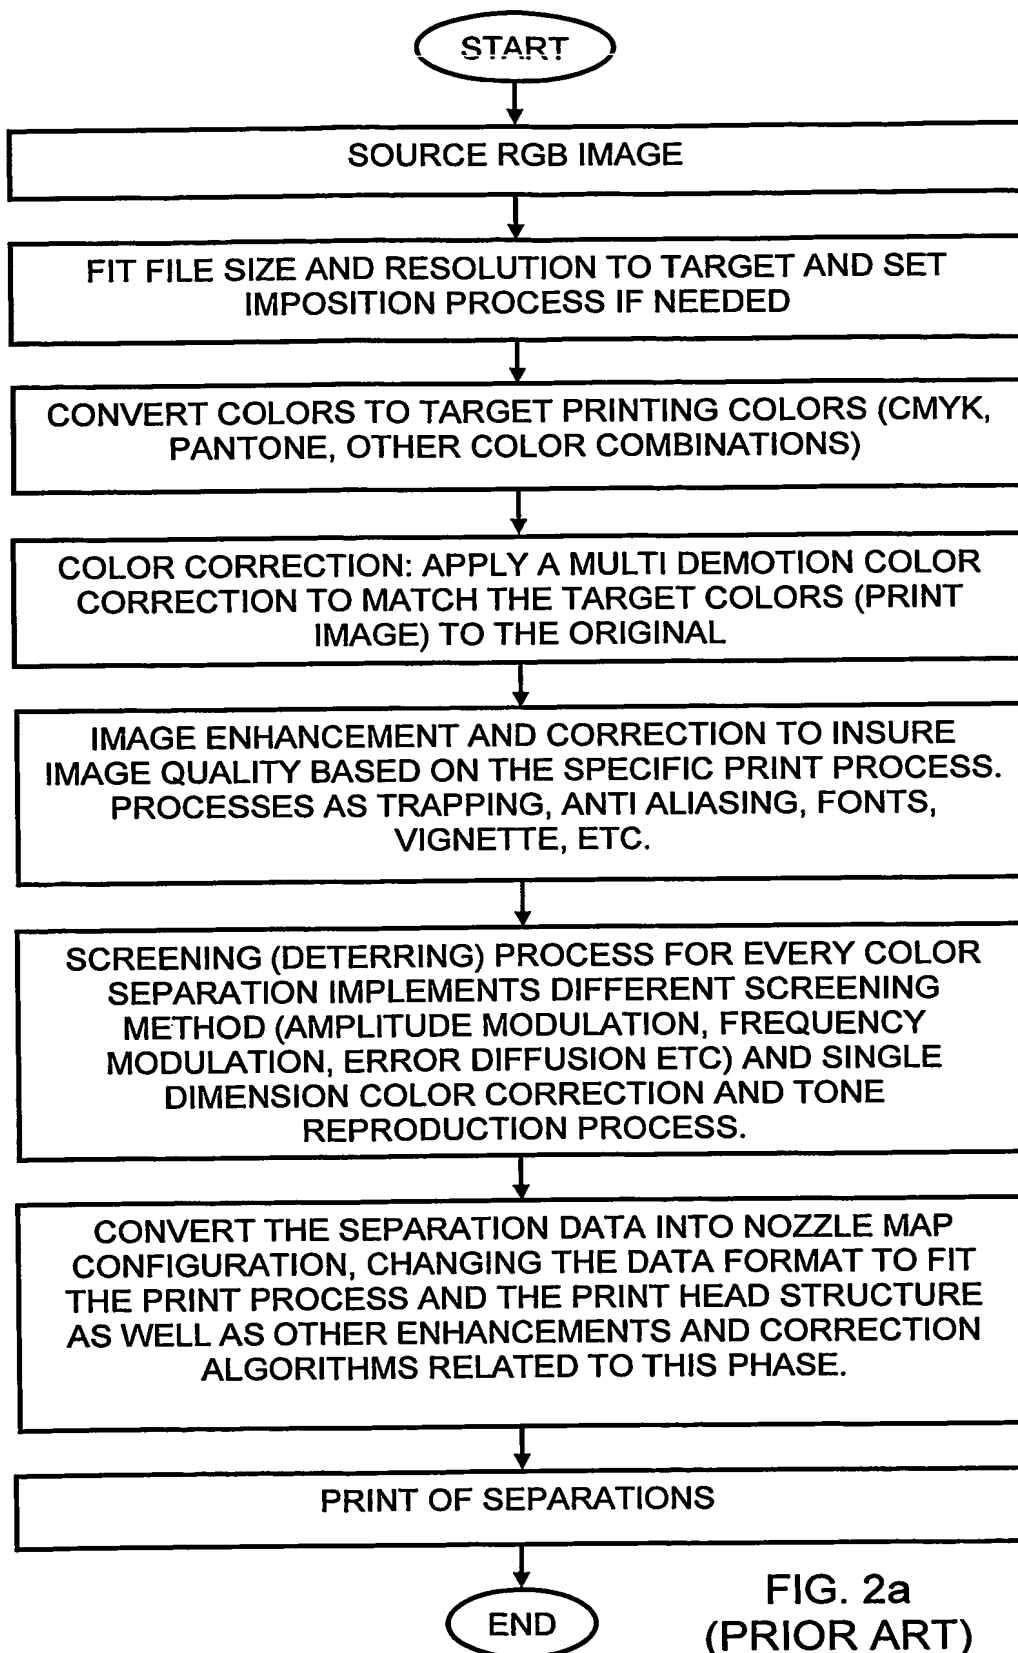 START
SOURCE RGB IMAGE
FIT FILE SIZE AND RESOLUTION TO TARGET AND SET
IMPOSITION PROCESS IF NEEDED
CONVERT COLORS TO TARGET PRINTING COLORS (CMYK,
PANTONE, OTHER COLOR COMBINATIONS)
COLOR CORRECTION: APPLY A MULTI DEMOTION COLOR
CORRECTION TO MATCH THE TARGET COLORS (PRINT
IMAGE) TO THE ORIGINAL
IMAGE ENHANCEMENT AND CORRECTION TO INSURE
IMAGE QUALITY BASED ON THE SPECIFIC PRINT PROCESS.
PROCESSES AS TRAPPING, ANTI ALIASING, FONTS,
VIGNETTE, ETC.
SCREENING (DETERRING) PROCESS FOR EVERY COLOR
SEPARATION IMPLEMENTS DIFFERENT SCREENING
METHOD (AMPLITUDE MODULATION, FREQUENCY
MODULATION, ERROR DIFFUSION ETC) AND SINGLE
DIMENSION COLOR CORRECTION AND TONE
REPRODUCTION PROCESS.
CONVERT THE SEPARATION DATA INTO NOZZLE MAP
CONFIGURATION, CHANGING THE DATA FORMAT TO FIT
THE PRINT PROCESS AND THE PRINT HEAD STRUCTURE
AS WELL AS OTHER ENHANCEMENTS AND CORRECTION
ALGORITHMS RELATED TO THIS PHASE.
PRINT OF SEPARATIONS
END
FIG. 2a
(PRIOR ART)